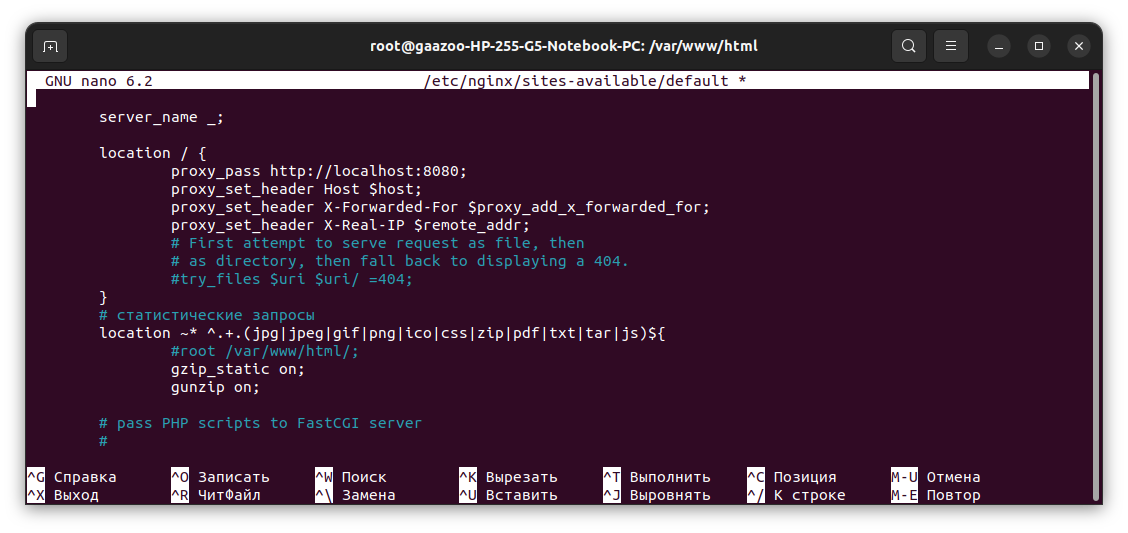 root@gaazoo-HP-255-G5-Notebook-PC: /var/www/html
GNU nano 6.2 /etc/nginx/sites-available/default *
server_name _;
location / {
proxy_pass http://localhost:8080;
proxy_set_header Host $host;
proxy_set_header X-Forwarded-For $proxy_add_x_forwarded_for;
proxy_set_header X-Real-IP $remote_addr;
# First attempt to serve request as file, then
# as directory, then fall back to displaying a 404.
#try_files $uri $uri/ =404;
}
# статистические запросы
location ~* ^.+.(jpg|jpeg|gif|png|ico|css|zip|pdf|txt|tar|js)${
#root /var/www/html/;
gzip_static on;
gunzip on;
# pass PHP scripts to FastCGI server
#
^G Справка ^O Записать ^W Поиск ^K Вырезать ^T Выполнить ^C Позиция M-U Отмена
^X Выход ^R ЧитФайл ^\ Замена ^U Вставить ^J Выровнять ^/ К строке M-E Повтор